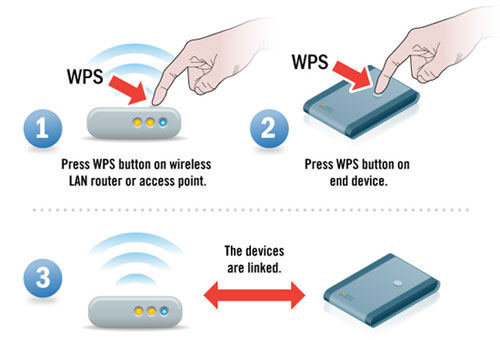 WPS
1
Press WPS button on wireless
LAN router or access point.
WPS
2
Press WPS button on
end device.
3
The devices
are linked.